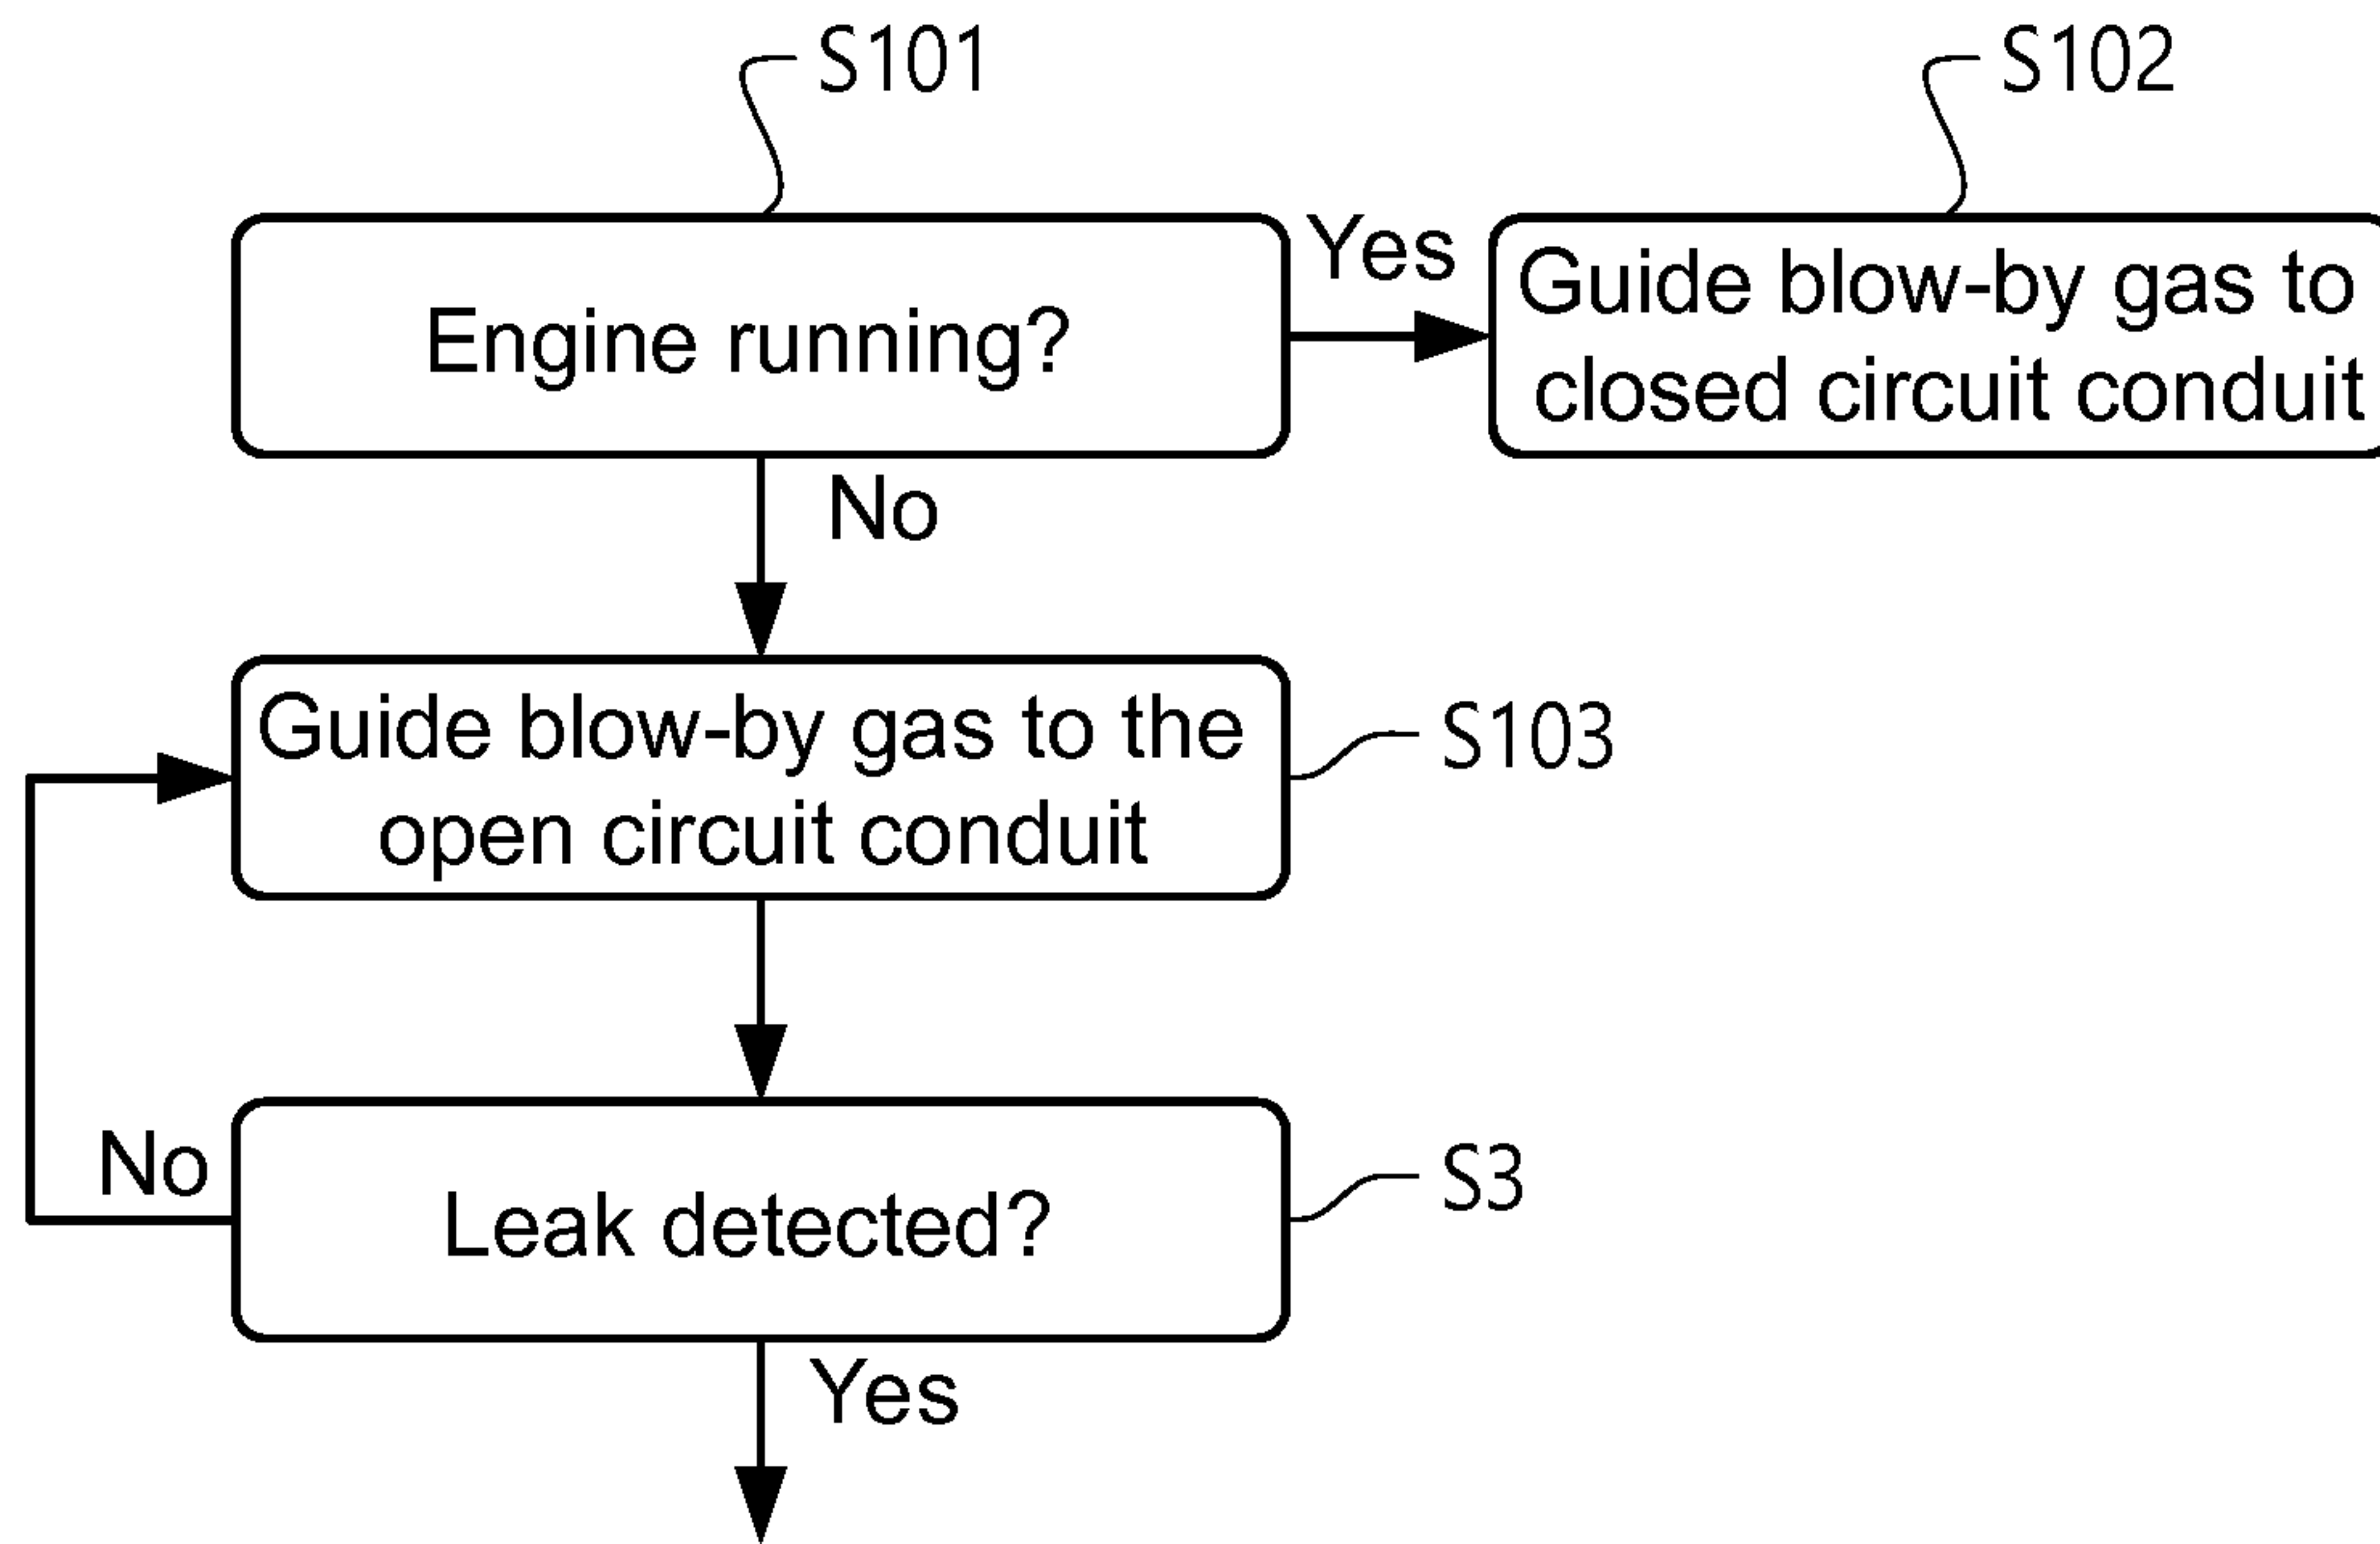 S101
S102
Engine running?
Yes
Guide blow-by gas to
closed circuit conduit
No
Guide blow-by gas to the
open circuit conduit
S103
No
Leak detected?
S3
Yes